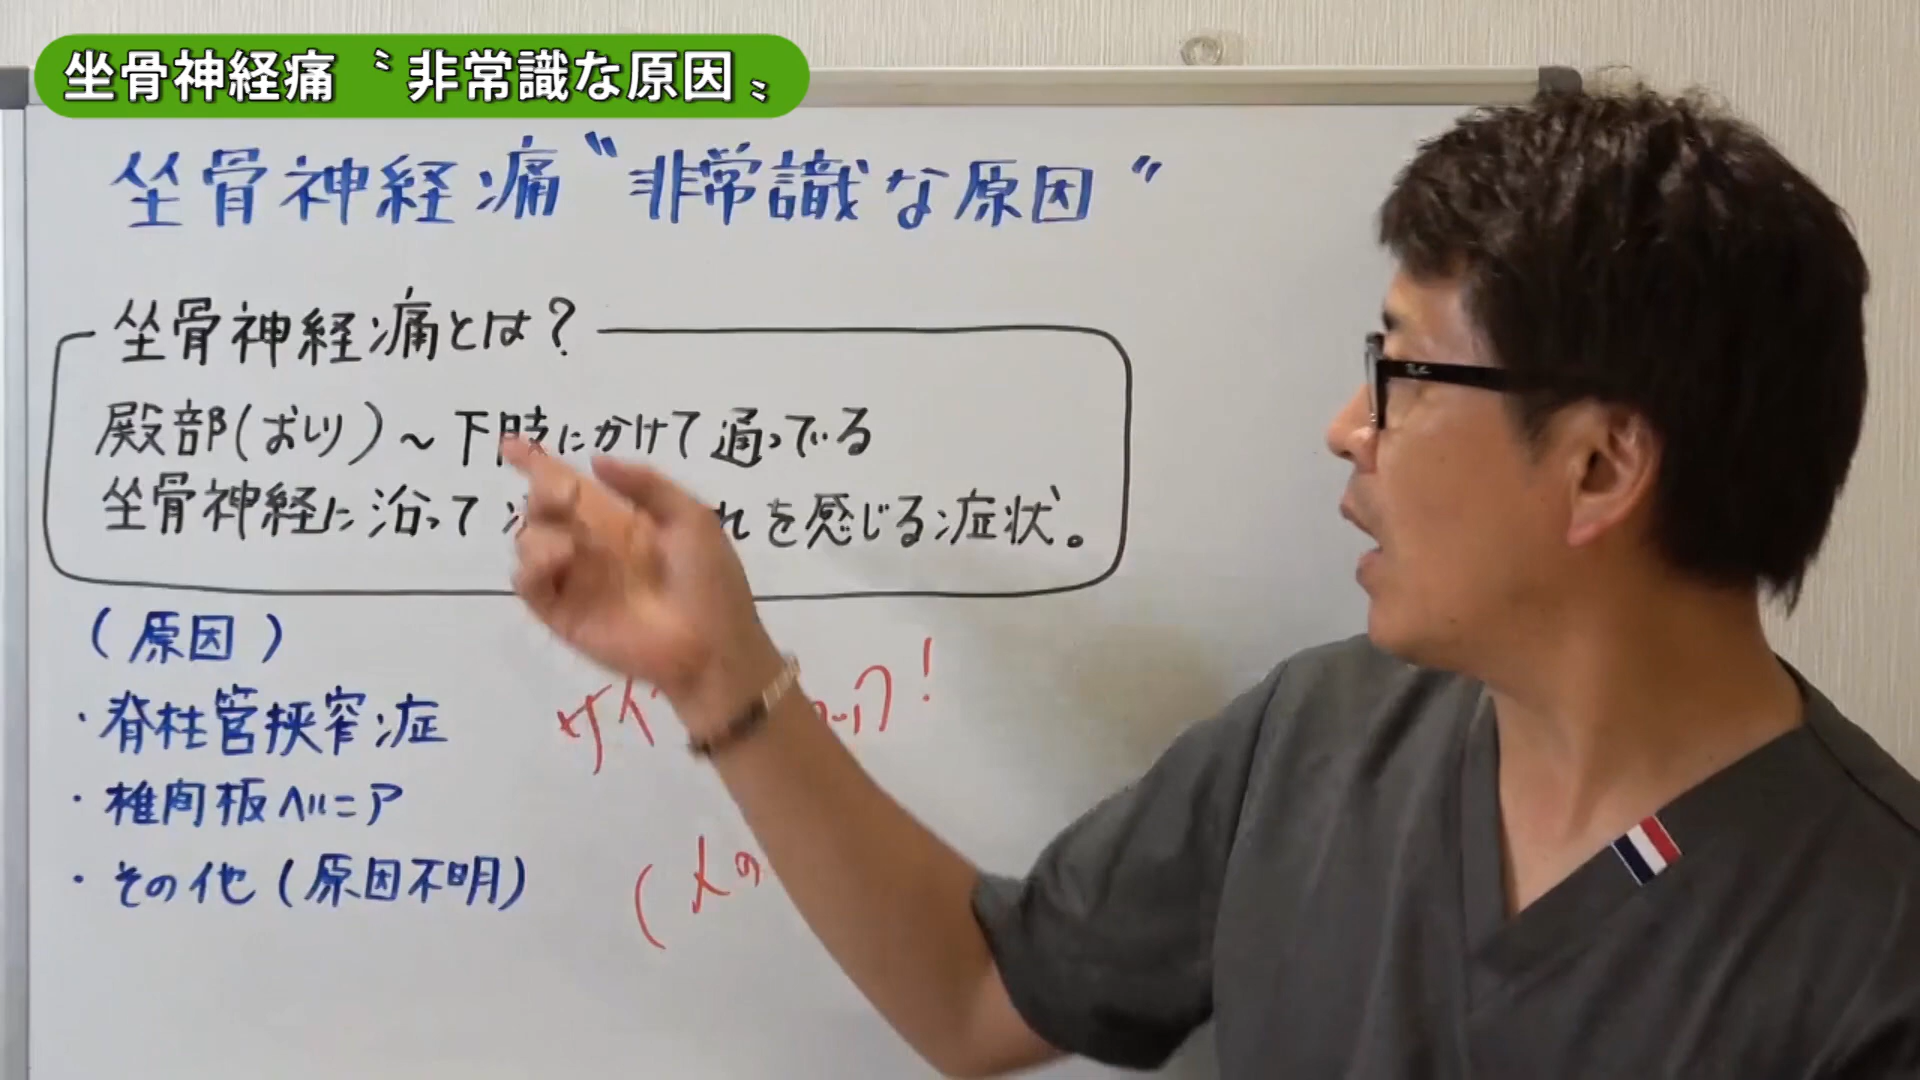 坐骨神経痛〝非常識な原因〟
坐骨神経痛〝非常識な原因〟
坐骨神経痛とは?
殿部(おしり)~下肢にかけて通っている
坐骨神経に沿って れを感じる症状。
(原因)
・脊柱管狭窄症
・椎間板ヘルニア
・その他(原因不明)